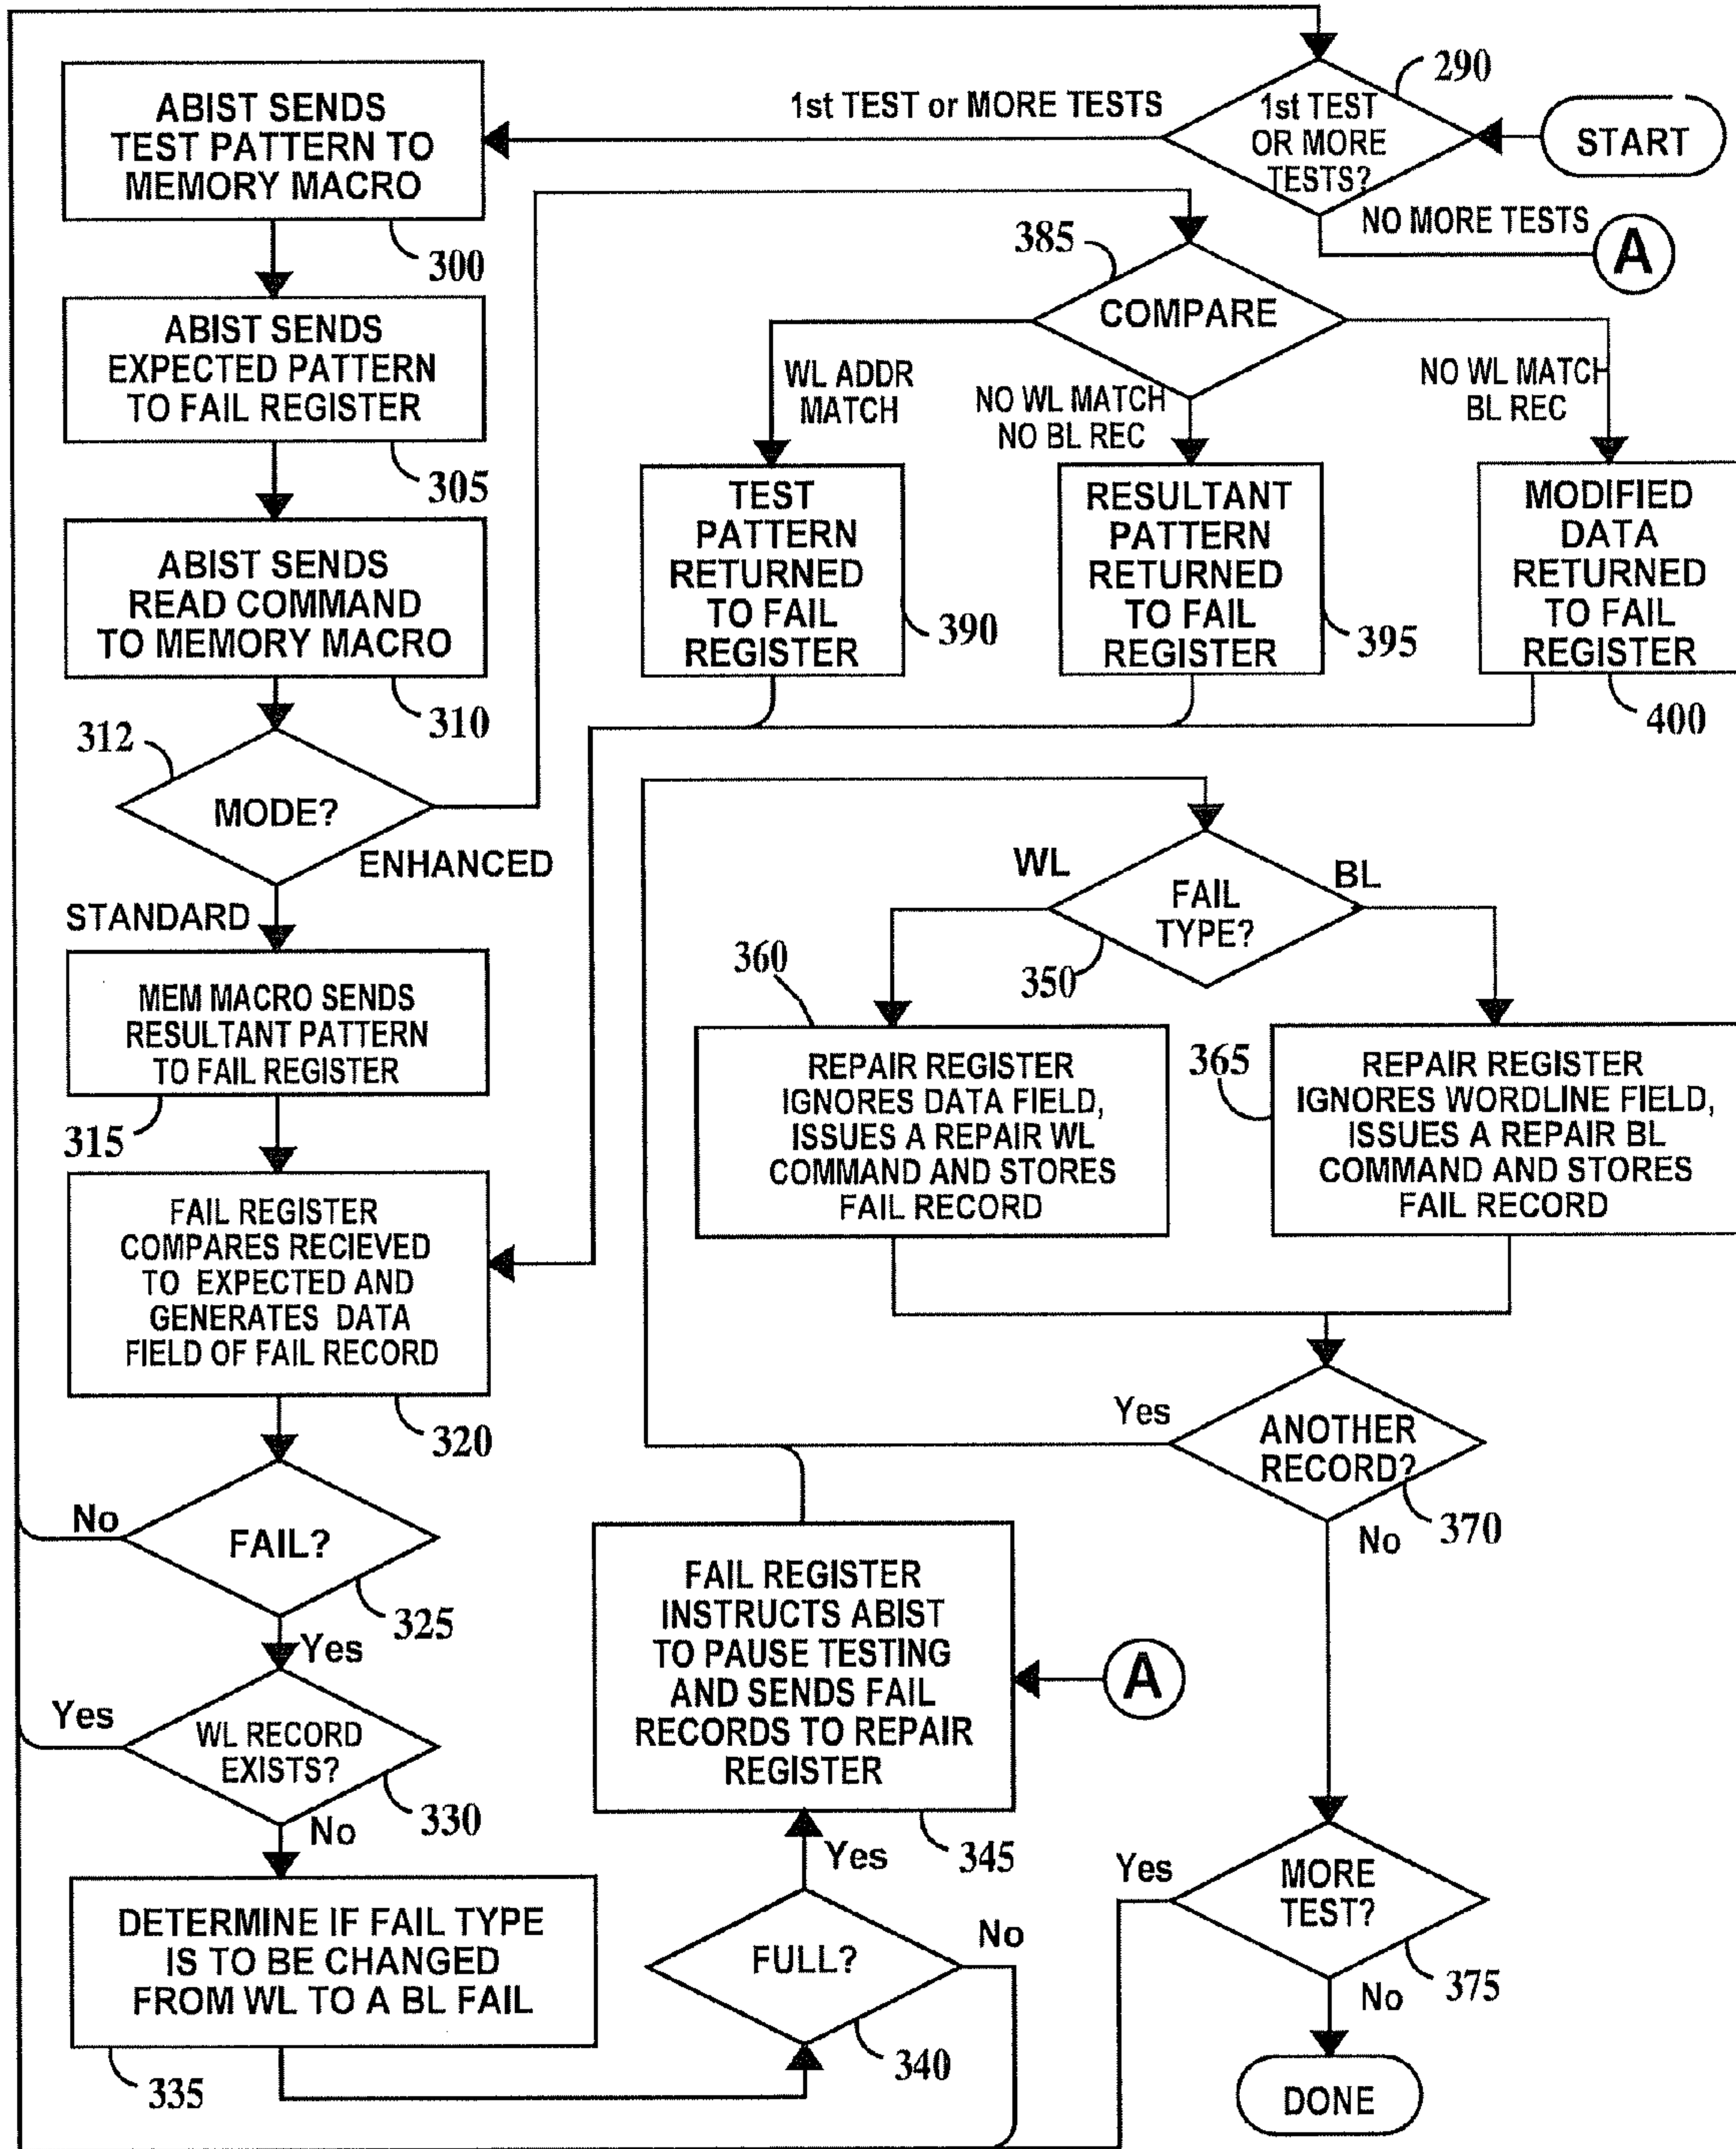 290
1st TEST
OR MORE
TESTS?
START
1st TEST or MORE TESTS
NO MORE TESTS
A
ABIST SENDS
TEST PATTERN TO
MEMORY MACRO
300
ABIST SENDS
EXPECTED PATTERN
TO FAIL REGISTER
305
ABIST SENDS
READ COMMAND
TO MEMORY MACRO
310
312
MODE?
ENHANCED
STANDARD
MEM MACRO SENDS
RESULTANT PATTERN
TO FAIL REGISTER
315
FAIL REGISTER
COMPARES RECIEVED
TO EXPECTED AND
GENERATES DATA
FIELD OF FAIL RECORD
320
No
FAIL?
325
Yes
Yes
WL RECORD
EXISTS?
330
No
DETERMINE IF FAIL TYPE
IS TO BE CHANGED
FROM WL TO A BL FAIL
335
385
COMPARE
WL ADDR
MATCH
NO WL MATCH
NO BL REC
NO WL MATCH
BL REC
TEST
PATTERN
RETURNED
TO FAIL
REGISTER
390
RESULTANT
PATTERN
RETURNED
TO FAIL
REGISTER
395
MODIFIED
DATA
RETURNED
TO FAIL
REGISTER
400
WL
FAIL
TYPE?
BL
350
360
REPAIR REGISTER
IGNORES DATA FIELD,
ISSUES A REPAIR WL
COMMAND AND STORES
FAIL RECORD
365
REPAIR REGISTER
IGNORES WORDLINE FIELD,
ISSUES A REPAIR BL
COMMAND AND STORES
FAIL RECORD
Yes
ANOTHER
RECORD?
370
No
FAIL REGISTER
INSTRUCTS ABIST
TO PAUSE TESTING
AND SENDS FAIL
RECORDS TO REPAIR
REGISTER
345
A
Yes
FULL?
No
340
Yes
MORE
TEST?
375
No
DONE